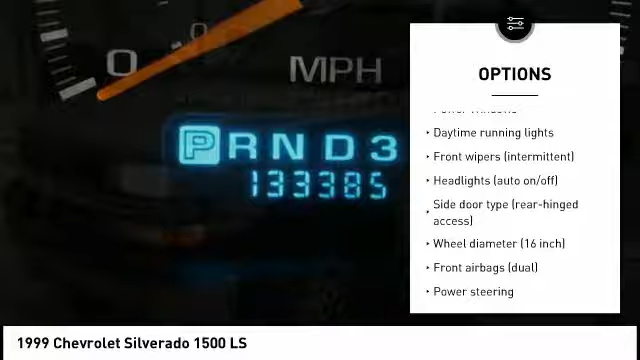 0
MPH
P R N D 3
133385
OPTIONS
Daytime running lights
Front wipers (intermittent)
Headlights (auto on/off)
Side door type (rear-hinged
access)
Wheel diameter (16 inch)
Front airbags (dual)
Power steering
1999 Chevrolet Silverado 1500 LS